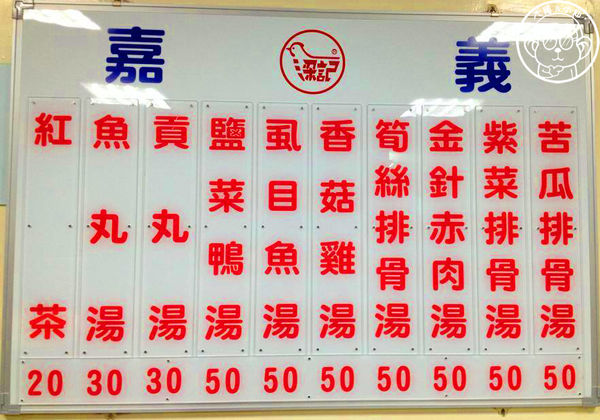 嘉 義
梁記
苦瓜排骨湯 50
紫菜排骨湯 50
金針赤肉湯 50
筍絲排骨湯 50
香菇雞湯 50
虱目魚湯 50
鹽菜鴨湯 50
貢丸湯 30
魚丸湯 30
紅茶 20